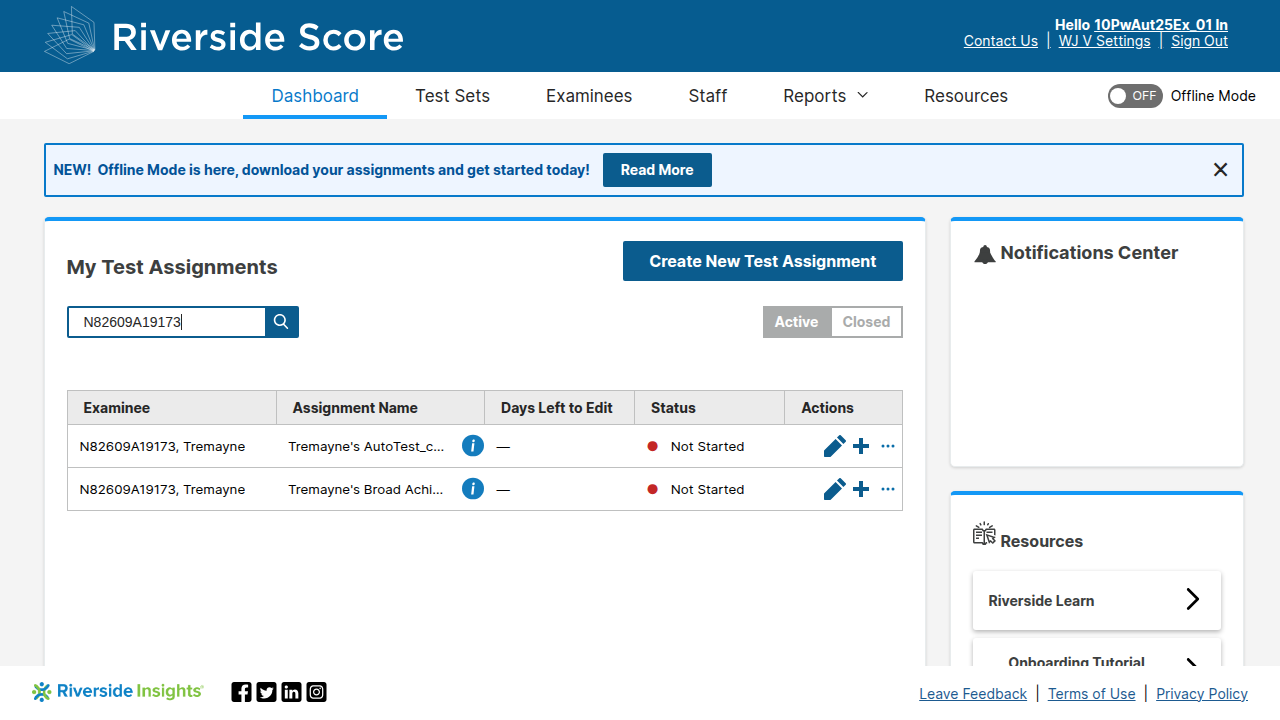 Riverside Score
Hello 10PwAut25Ex_01 In
Contact Us | WJ V Settings | Sign Out
Dashboard Test Sets Examinees Staff Reports Resources OFF Offline Mode
NEW! Offline Mode is here, download your assignments and get started today! Read More
My Test Assignments
Create New Test Assignment
Notifications Center
N82609A19173
Active Closed
Examinee Assignment Name Days Left to Edit Status Actions
N82609A19173, Tremayne Tremayne's AutoTest_c... i — Not Started ...
N82609A19173, Tremayne Tremayne's Broad Achi... i — Not Started ...
Resources
Riverside Learn
Onboarding Tutorial
Riverside Insights
Leave Feedback | Terms of Use | Privacy Policy